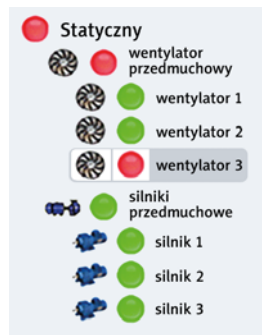 Statyczny
wentylator
przedmuchowy
wentylator 1
wentylator 2
wentylator 3
silniki
przedmuchowe
silnik 1
silnik 2
silnik 3